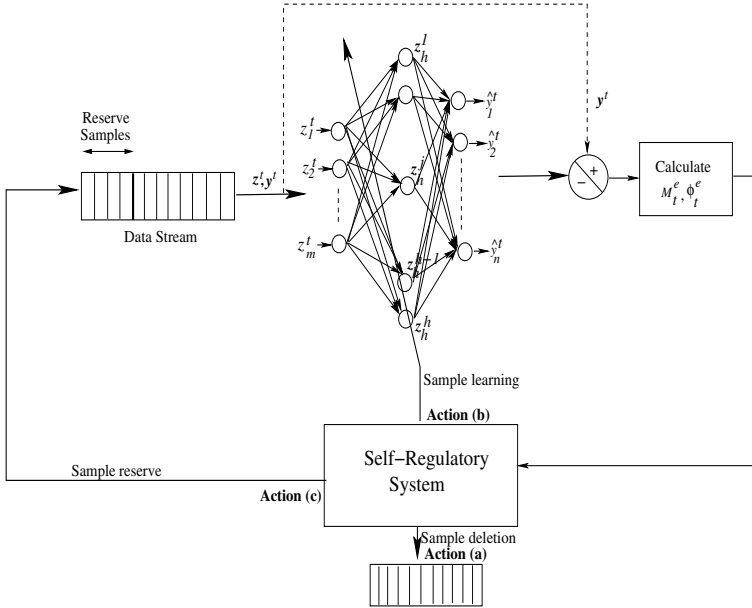 Reserve
Samples
z^t, y^t
Data Stream
z_1^t
z_2^t
z_m^t
z_h^1
z_h^i
z_h^{h-1}
z_h^h
ŷ_1^t
ŷ_2^t
ŷ_n^t
y^t
+
−
Calculate
M_t^e, ϕ_t^e
Sample learning
Action (b)
Self−Regulatory
System
Sample reserve
Action (c)
Sample deletion
Action (a)